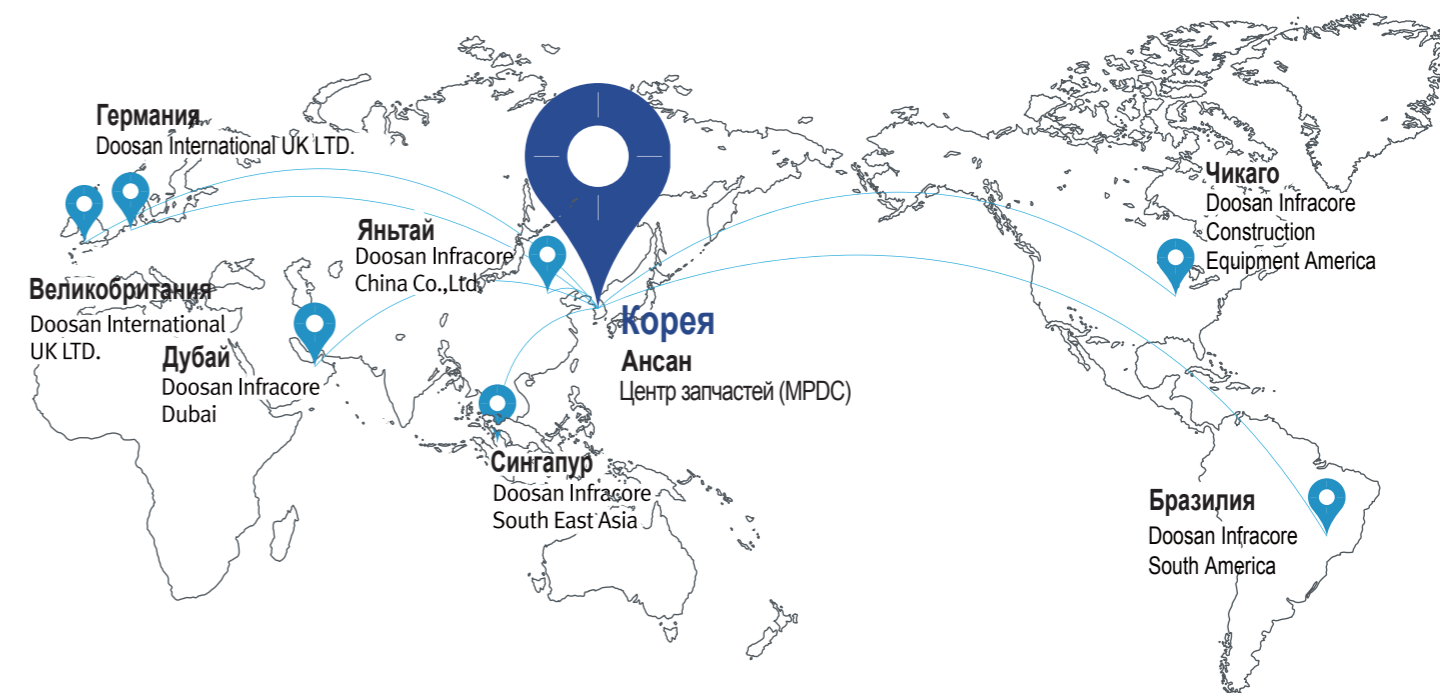 Германия
Doosan International UK LTD.
Великобритания
Doosan International
UK LTD.
Дубай
Doosan Infracore
Dubai
Яньтай
Doosan Infracore
China Co.,Ltd.
Корея
Ансан
Центр запчастей (MPDC)
Сингапур
Doosan Infracore
South East Asia
Чикаго
Doosan Infracore
Construction
Equipment America
Бразилия
Doosan Infracore
South America